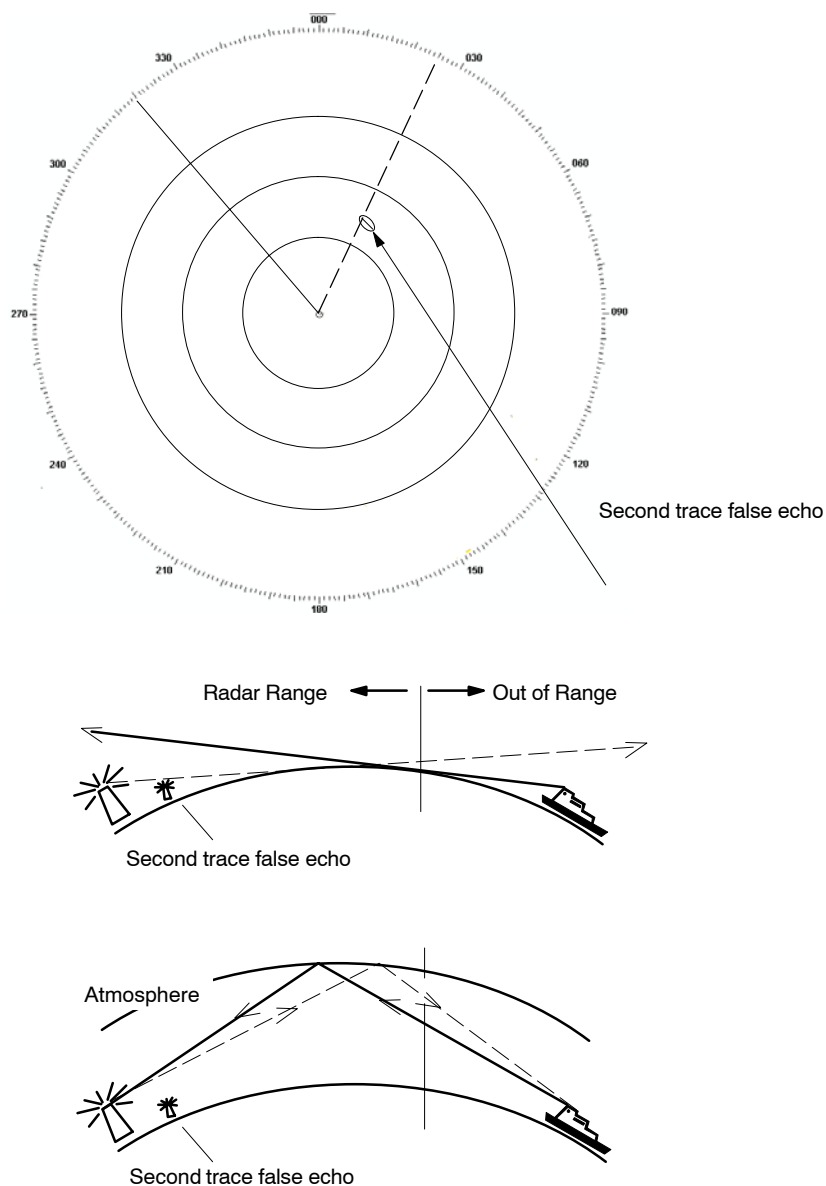 000
330
030
300
060
270
090
240
120
Second trace false echo
210
150
180
Radar Range
Out of Range
Second trace false echo
Atmosphere
Second trace false echo